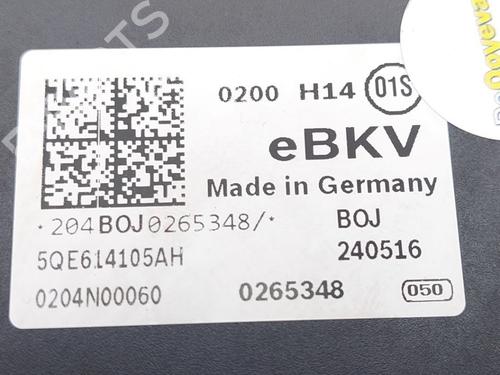 0200 H14 01S
eBKV
Made in Germany
*204BOJ0265348/* BOJ
5QE614105AH 240516
0204N00060 0265348 050